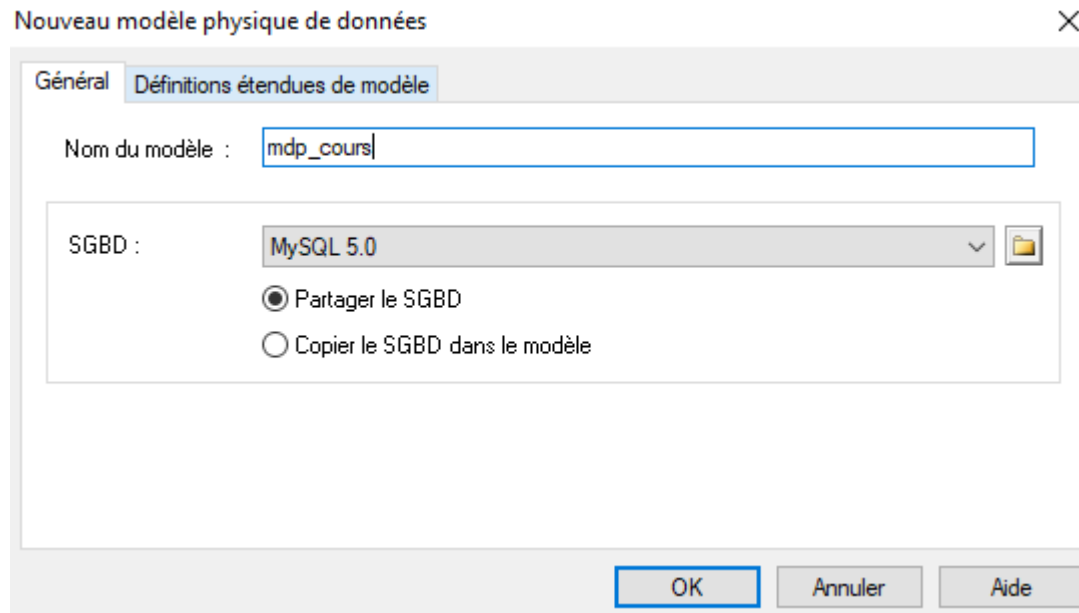 Nouveau modèle physique de données
Général Définitions étendues de modèle
Nom du modèle : mdp_cours
SGBD : MySQL 5.0
Partager le SGBD
Copier le SGBD dans le modèle
OK Annuler Aide